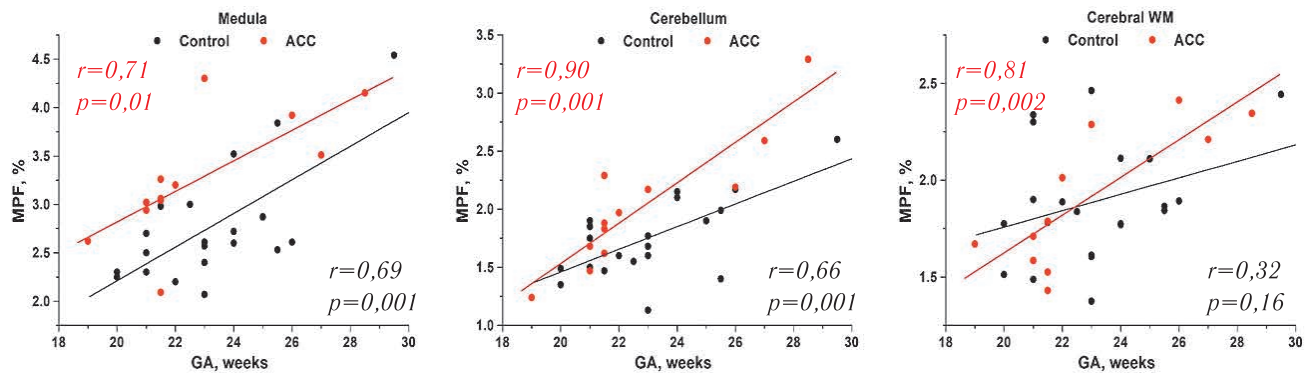 Medula
Control ACC
r=0,71
p=0,01
r=0,69
p=0,001
MPF, %
4.5
4.0
3.5
3.0
2.5
2.0
18 20 22 24 26 28 30
GA, weeks
Cerebellum
Control ACC
r=0,90
p=0,001
r=0,66
p=0,001
MPF, %
3.5
3.0
2.5
2.0
1.5
1.0
18 20 22 24 26 28 30
GA, weeks
Cerebral WM
Control ACC
r=0,81
p=0,002
r=0,32
p=0,16
MPF, %
2.5
2.0
1.5
18 20 22 24 26 28 30
GA, weeks